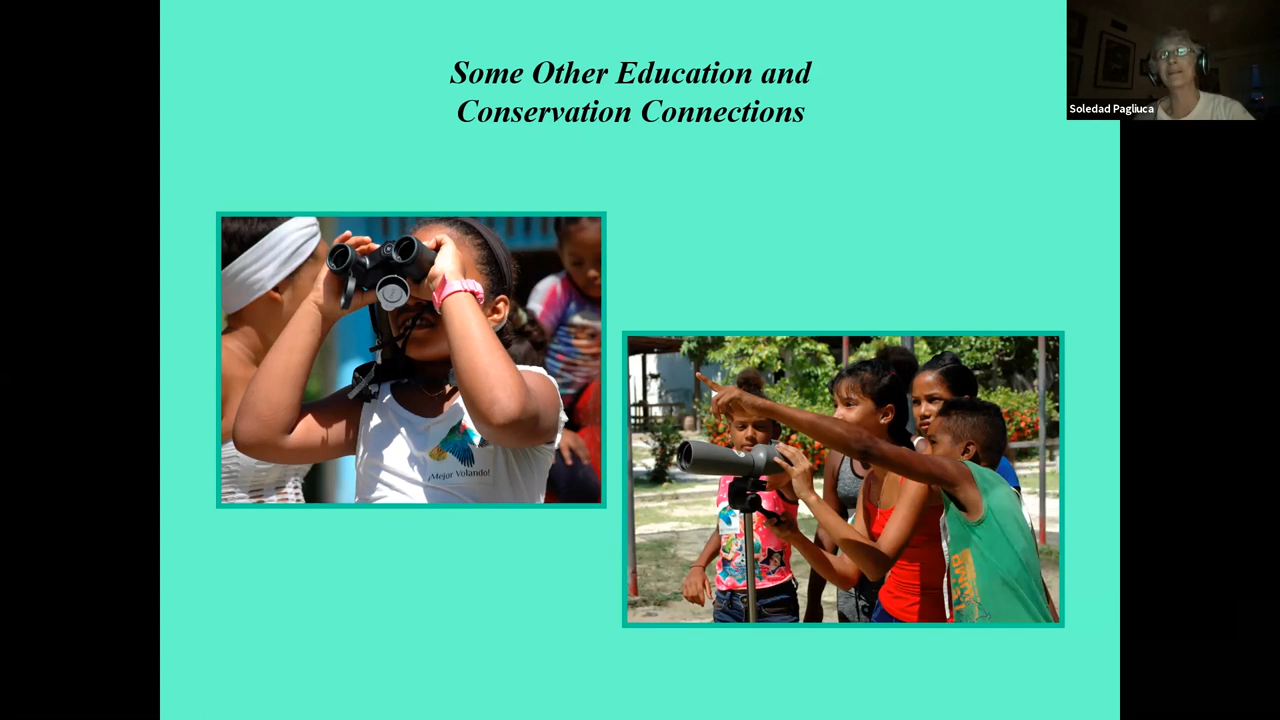 Some Other Education and
Conservation Connections
Soledad Pagliuca
¡Mejor Volando!